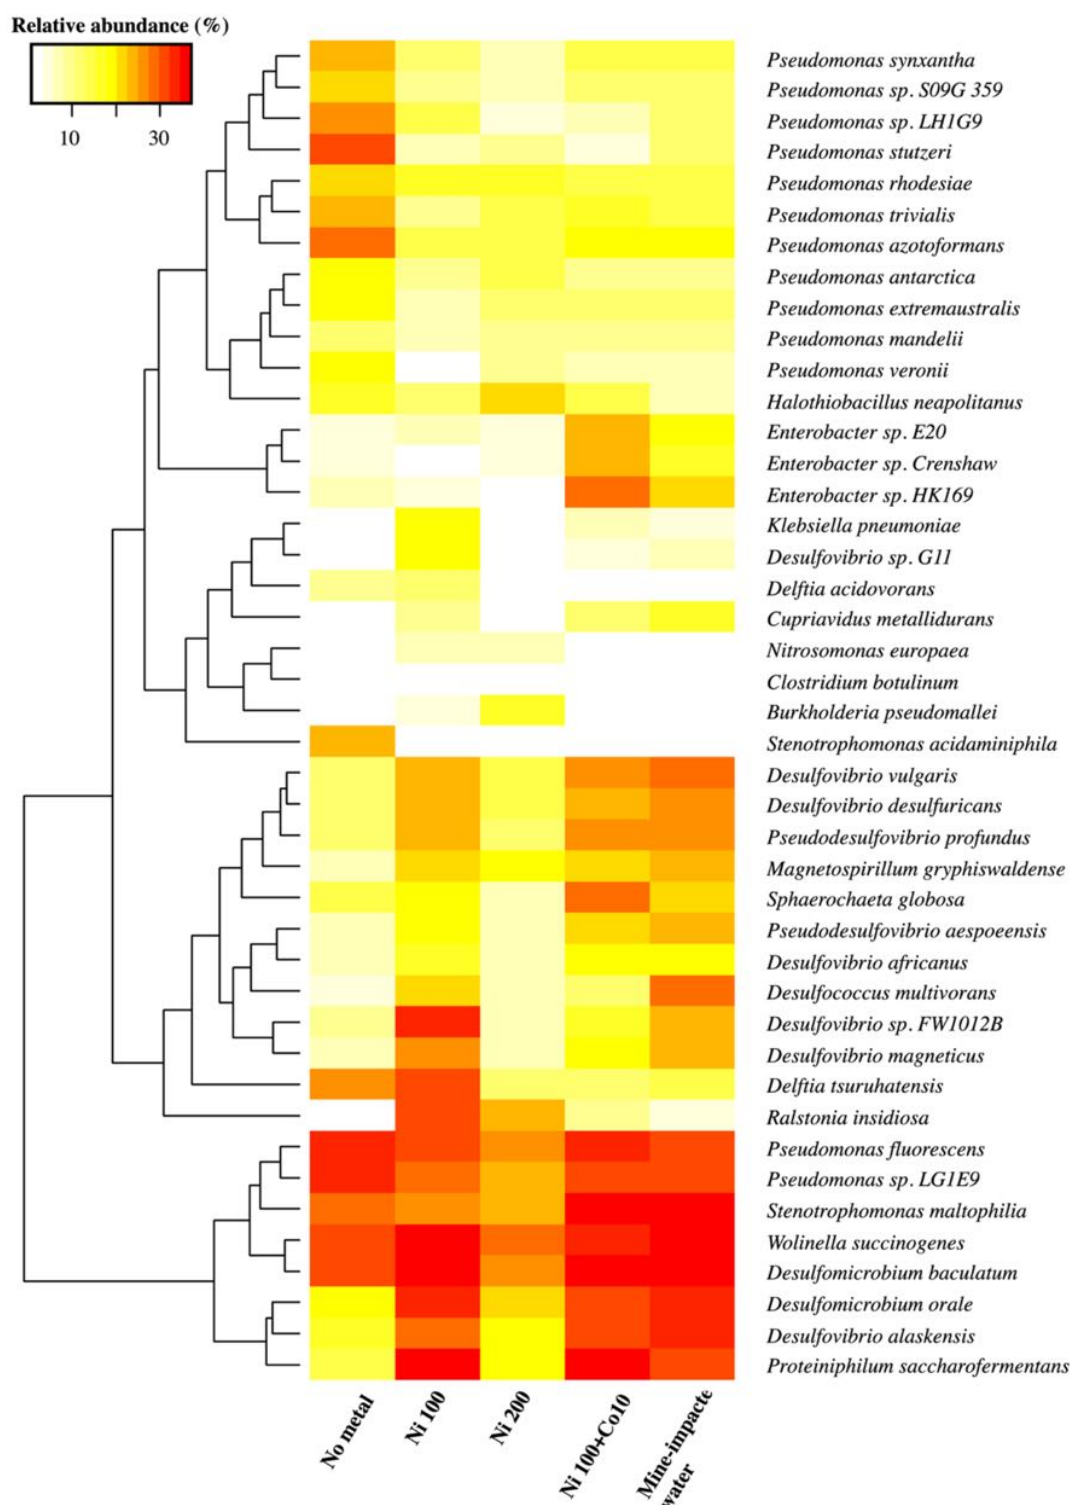 Relative abundance (%)
10 30
Pseudomonas synxantha
Pseudomonas sp. S09G 359
Pseudomonas sp. LH1G9
Pseudomonas stutzeri
Pseudomonas rhodesiae
Pseudomonas trivialis
Pseudomonas azotoformans
Pseudomonas antarctica
Pseudomonas extremaustralis
Pseudomonas mandelii
Pseudomonas veronii
Halothiobacillus neapolitanus
Enterobacter sp. E20
Enterobacter sp. Crenshaw
Enterobacter sp. HK169
Klebsiella pneumoniae
Desulfovibrio sp. G11
Delftia acidovorans
Cupriavidus metallidurans
Nitrosomonas europaea
Clostridium botulinum
Burkholderia pseudomallei
Stenotrophomonas acidaminiphila
Desulfovibrio vulgaris
Desulfovibrio desulfuricans
Pseudodesulfovibrio profundus
Magnetospirillum gryphiswaldense
Sphaerochaeta globosa
Pseudodesulfovibrio aespoeensis
Desulfovibrio africanus
Desulfococcus multivorans
Desulfovibrio sp. FW1012B
Desulfovibrio magneticus
Delftia tsuruhatensis
Ralstonia insidiosa
Pseudomonas fluorescens
Pseudomonas sp. LG1E9
Stenotrophomonas maltophilia
Wolinella succinogenes
Desulfomicrobium baculatum
Desulfomicrobium orale
Desulfovibrio alaskensis
Proteiniphilum saccharofermentans
No metal
Ni 100
Ni 200
Ni 100+Co10
Mine-impacte
water